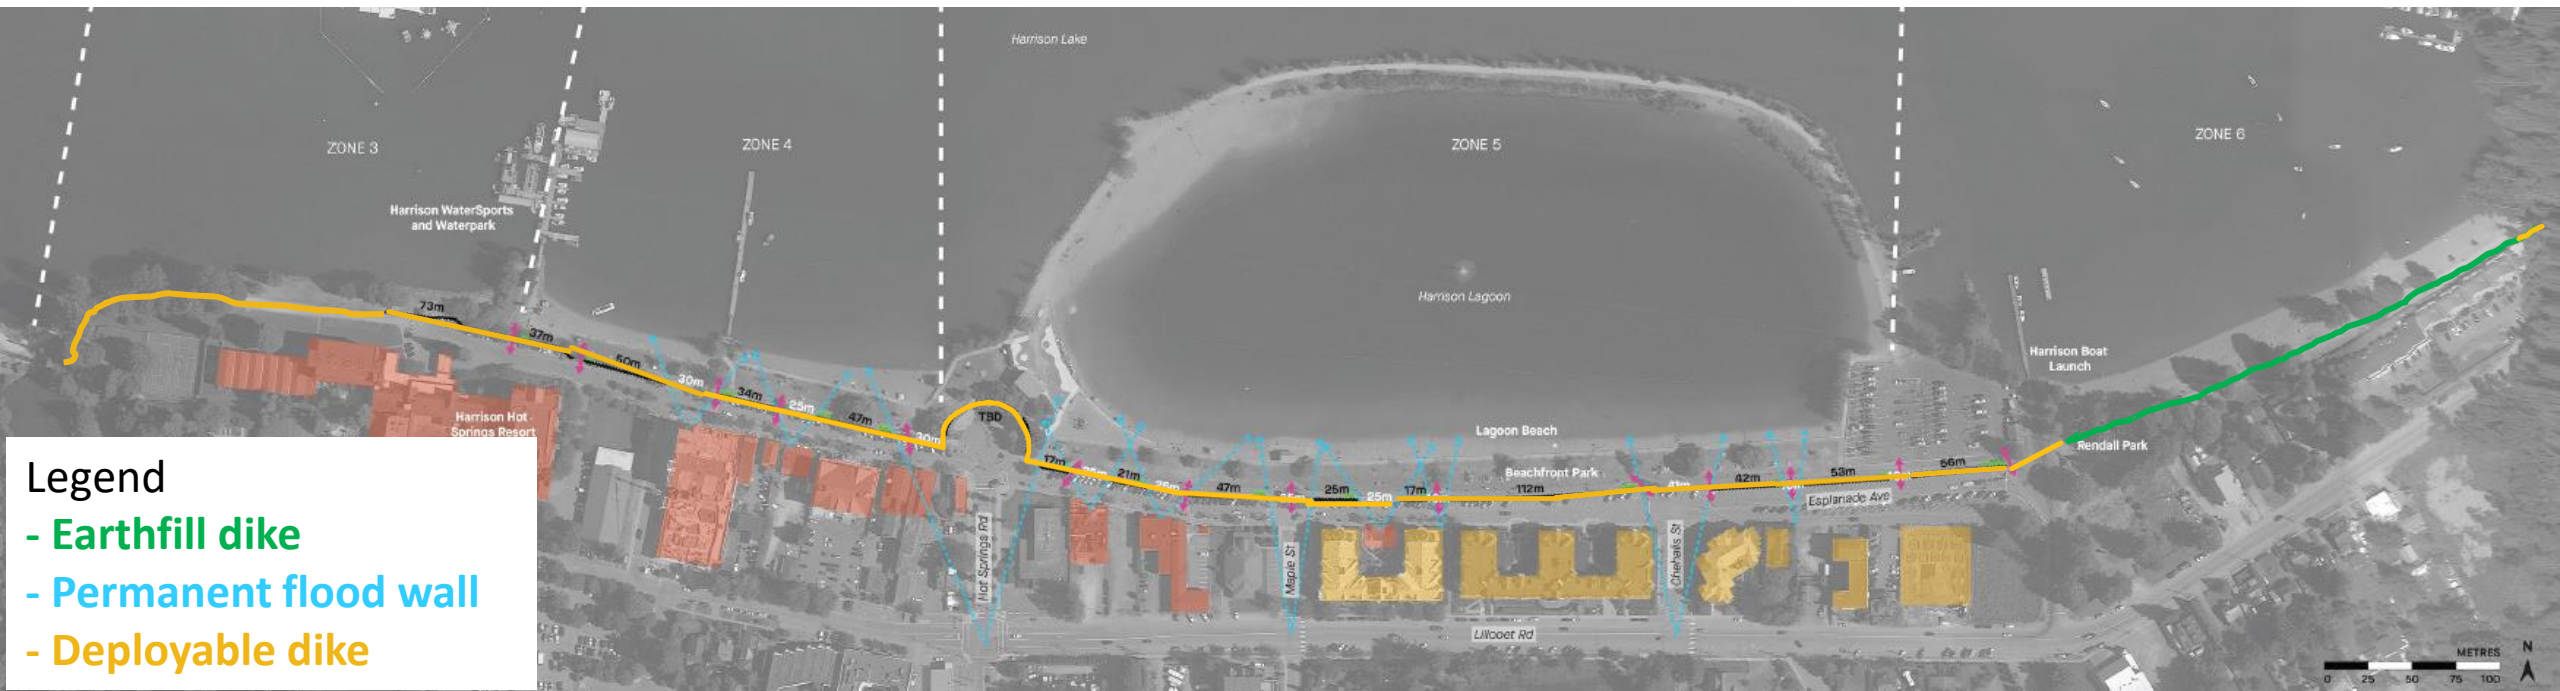 Harrison Lake
ZONE 3
ZONE 4
ZONE 5
ZONE 6
Harrison WaterSports
and Waterpark
Harrison Lagoon
73m
37m
50m
30m
34m
25m
47m
30m
TBD
Harrison Boat
Launch
Harrison Hot
Springs Resort
Lagoon Beach
Rendall Park
Beachfront Park
17m
21m
47m
25m
25m
17m
112m
41m
42m
53m
56m
Esplanade Ave
Hot Springs Rd
Maple St
Chehalis St
Lillooet Rd
Legend
- Earthfill dike
- Permanent flood wall
- Deployable dike
METRES
N
0 25 50 75 100